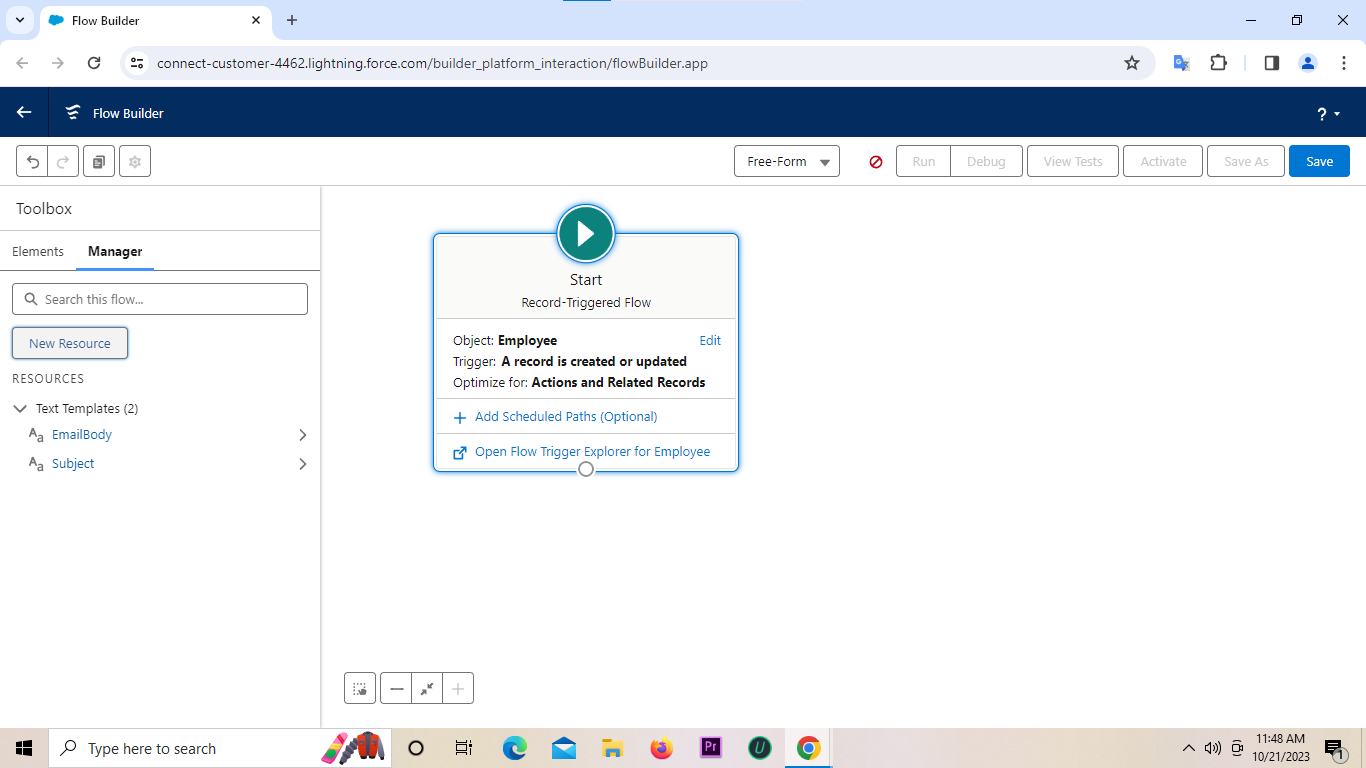 Flow Builder
connect-customer-4462.lightning.force.com/builder_platform_interaction/flowBuilder.app
Flow Builder
?
Free-Form
Run
Debug
View Tests
Activate
Save As
Save
Toolbox
Elements
Manager
Search this flow...
New Resource
RESOURCES
Text Templates (2)
Aa EmailBody
Aa Subject
Start
Record-Triggered Flow
Object: Employee
Edit
Trigger: A record is created or updated
Optimize for: Actions and Related Records
Add Scheduled Paths (Optional)
Open Flow Trigger Explorer for Employee
Type here to search
Pr
U
11:48 AM
10/21/2023
1